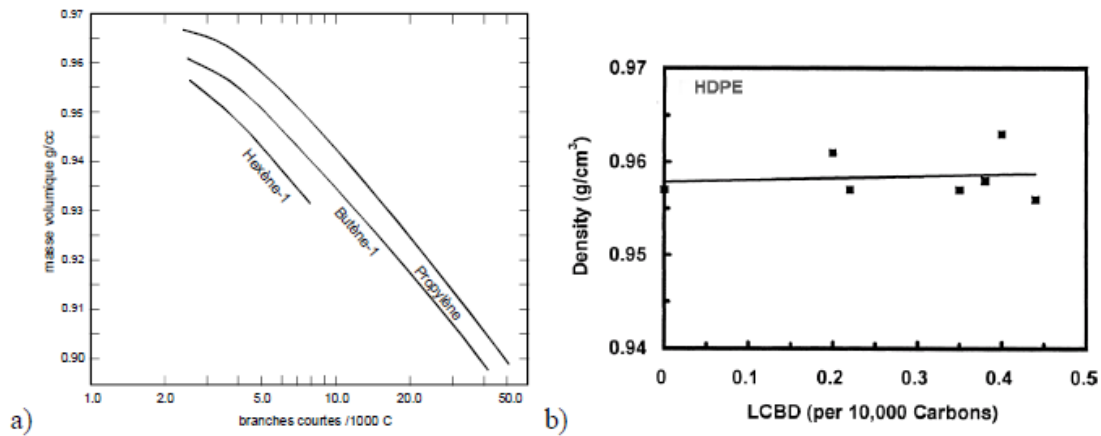 0.97
0.96
0.95
0.94
0.93
0.92
0.91
0.90
masse volumique g/cc
Hexène-1
Butène-1
Propylène
1.0 2.0 5.0 10.0 20.0 50.0
branches courtes /1000 C
a)
HDPE
0.97
0.96
0.95
0.94
Density (g/cm³)
0 0.1 0.2 0.3 0.4 0.5
LCBD (per 10,000 Carbons)
b)